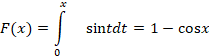 F(x) = ∫₀ˣ sintdt = 1 − cosx